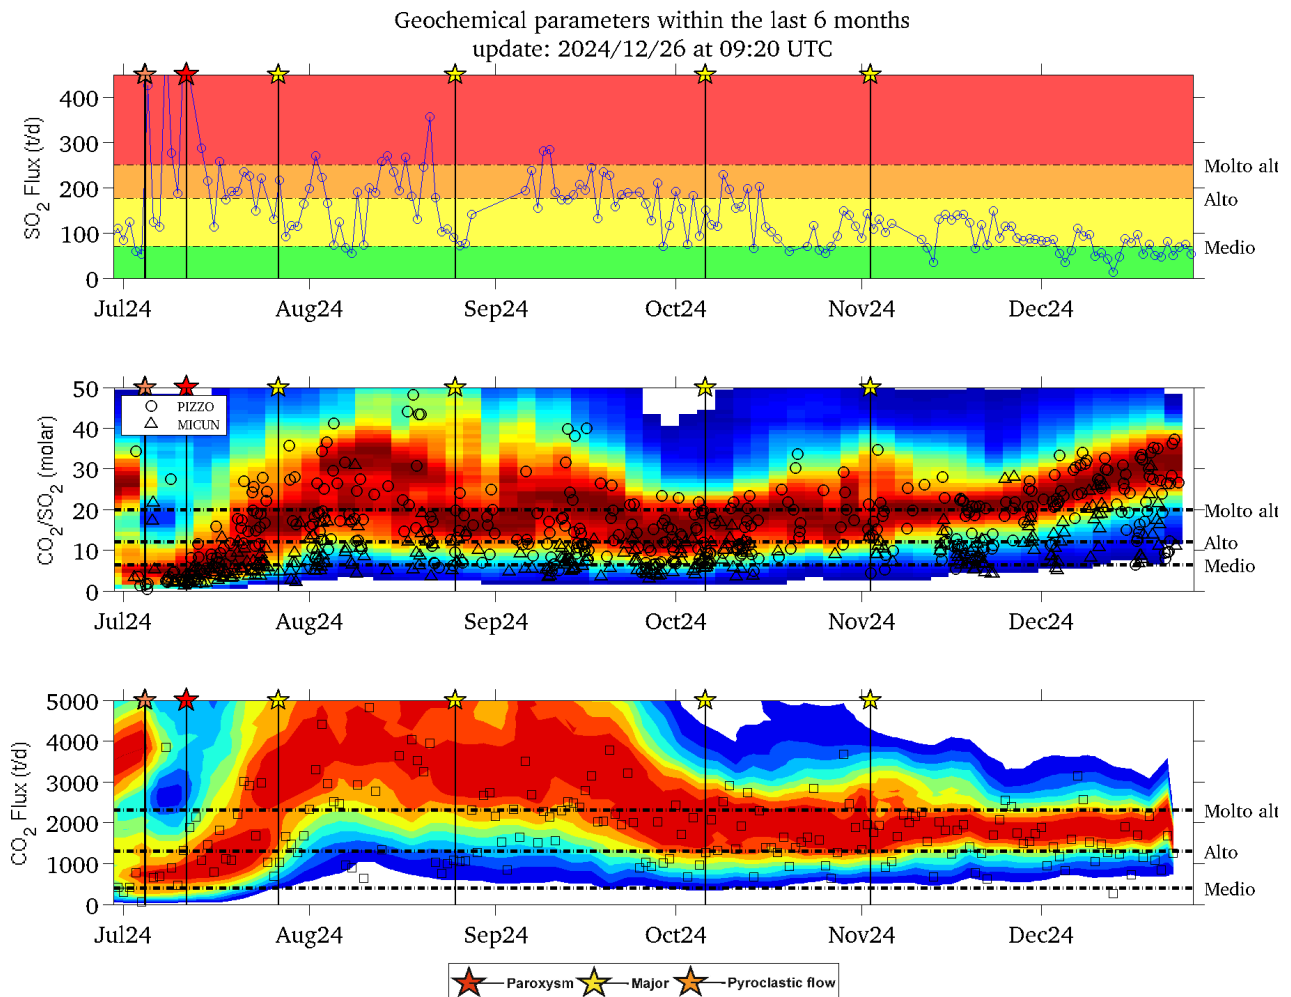 Geochemical parameters within the last 6 months
update: 2024/12/26 at 09:20 UTC
SO2 Flux (t/d)
400
300
200
100
0
Molto alt
Alto
Medio
Jul24 Aug24 Sep24 Oct24 Nov24 Dec24
CO2/SO2 (molar)
50
40
30
20
10
0
PIZZO
MICUN
Molto alt
Alto
Medio
Jul24 Aug24 Sep24 Oct24 Nov24 Dec24
CO2 Flux (t/d)
5000
4000
3000
2000
1000
0
Molto alt
Alto
Medio
Jul24 Aug24 Sep24 Oct24 Nov24 Dec24
Paroxysm Major Pyroclastic flow